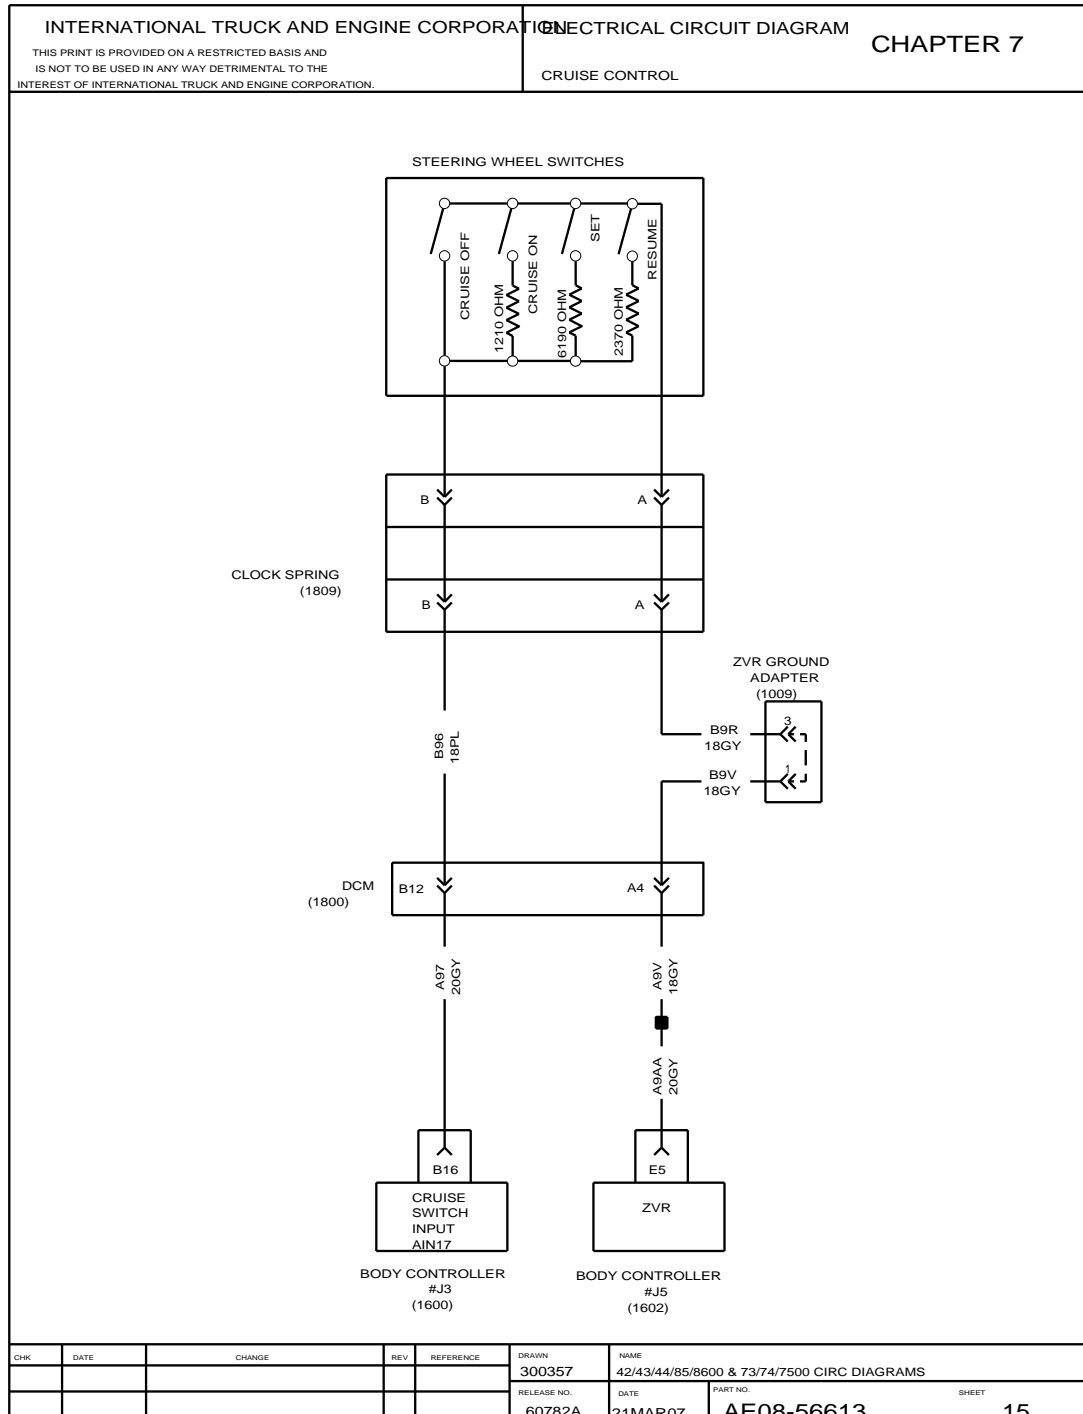 INTERNATIONAL TRUCK AND ENGINE CORPORATION
THIS PRINT IS PROVIDED ON A RESTRICTED BASIS AND
IS NOT TO BE USED IN ANY WAY DETRIMENTAL TO THE
INTEREST OF INTERNATIONAL TRUCK AND ENGINE CORPORATION.
ELECTRICAL CIRCUIT DIAGRAM
CRUISE CONTROL
CHAPTER 7
STEERING WHEEL SWITCHES
CRUISE OFF
1210 OHM
CRUISE ON
6190 OHM
SET
2370 OHM
RESUME
B
A
CLOCK SPRING
(1809)
B
A
ZVR GROUND
ADAPTER
(1009)
B96
18PL
B9R
18GY
3
B9V
18GY
1
DCM
(1800)
B12
A4
A97
20GY
A9V
18GY
A9AA
20GY
B16
E5
CRUISE
SWITCH
INPUT
AIN17
ZVR
BODY CONTROLLER
#J3
(1600)
BODY CONTROLLER
#J5
(1602)
CHK DATE CHANGE REV REFERENCE
DRAWN
300357
NAME
42/43/44/85/8600 & 73/74/7500 CIRC DIAGRAMS
RELEASE NO.
60782A
DATE
21MAR07
PART NO.
AE08-56613
SHEET
15